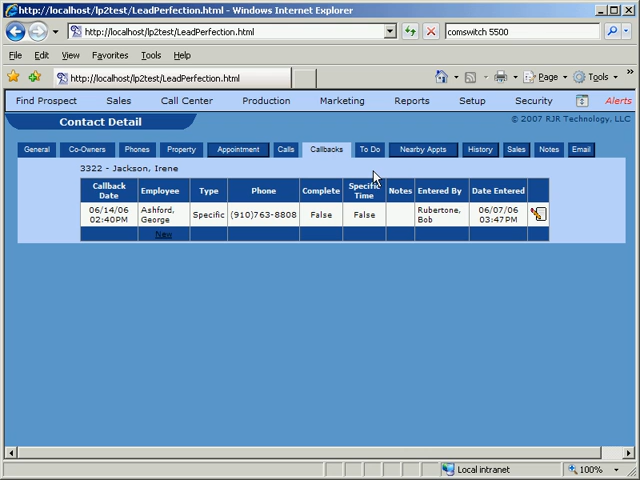 http://localhost/lp2test/LeadPerfection.html - Windows Internet Explorer
http://localhost/lp2test/LeadPerfection.html
comswitch 5500
File Edit View Favorites Tools Help
http://localhost/lp2test/LeadPerfection.html
Page Tools
Find Prospect Sales Call Center Production Marketing Reports Setup Security Alerts
Contact Detail
© 2007 RJR Technology, LLC
General Co-Owners Phones Property Appointment Calls Callbacks To Do Nearby Appts History Sales Notes Email
3322 - Jackson, Irene
Callback Date Employee Type Phone Complete Specific Time Notes Entered By Date Entered
06/14/06 02:40PM Ashford, George Specific (910)763-8808 False False Rubertone, Bob 06/07/06 03:47PM
New
Local intranet 100%